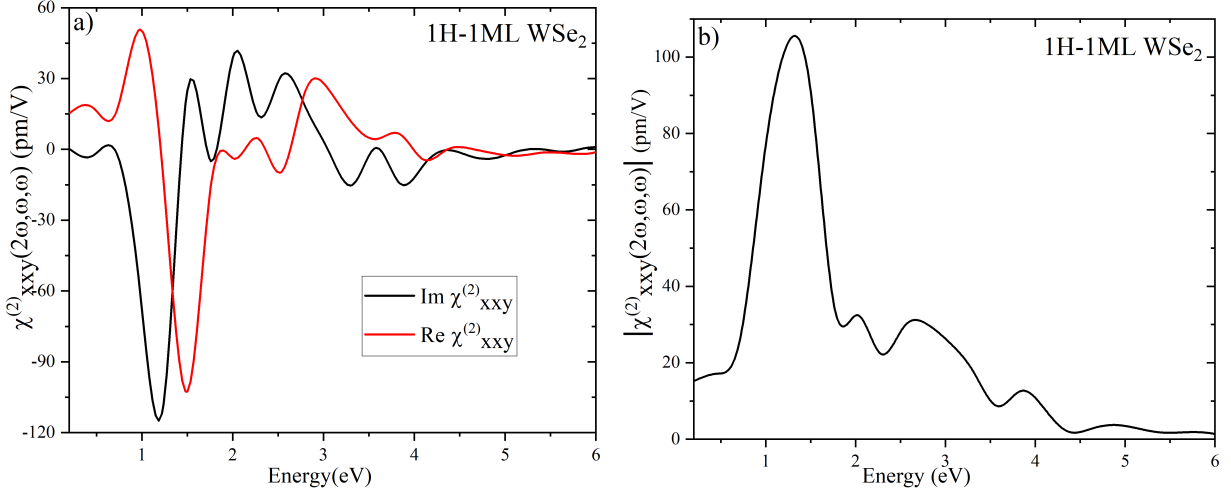 a)
1H-1ML WSe₂
χ⁽²⁾xxy(2ω,ω,ω) (pm/V)
60
30
0
-30
-60
-90
-120
Im χ⁽²⁾xxy
Re χ⁽²⁾xxy
1 2 3 4 5 6
Energy(eV)
b)
1H-1ML WSe₂
|χ⁽²⁾xxy(2ω,ω,ω)| (pm/V)
100
80
60
40
20
0
1 2 3 4 5 6
Energy (eV)